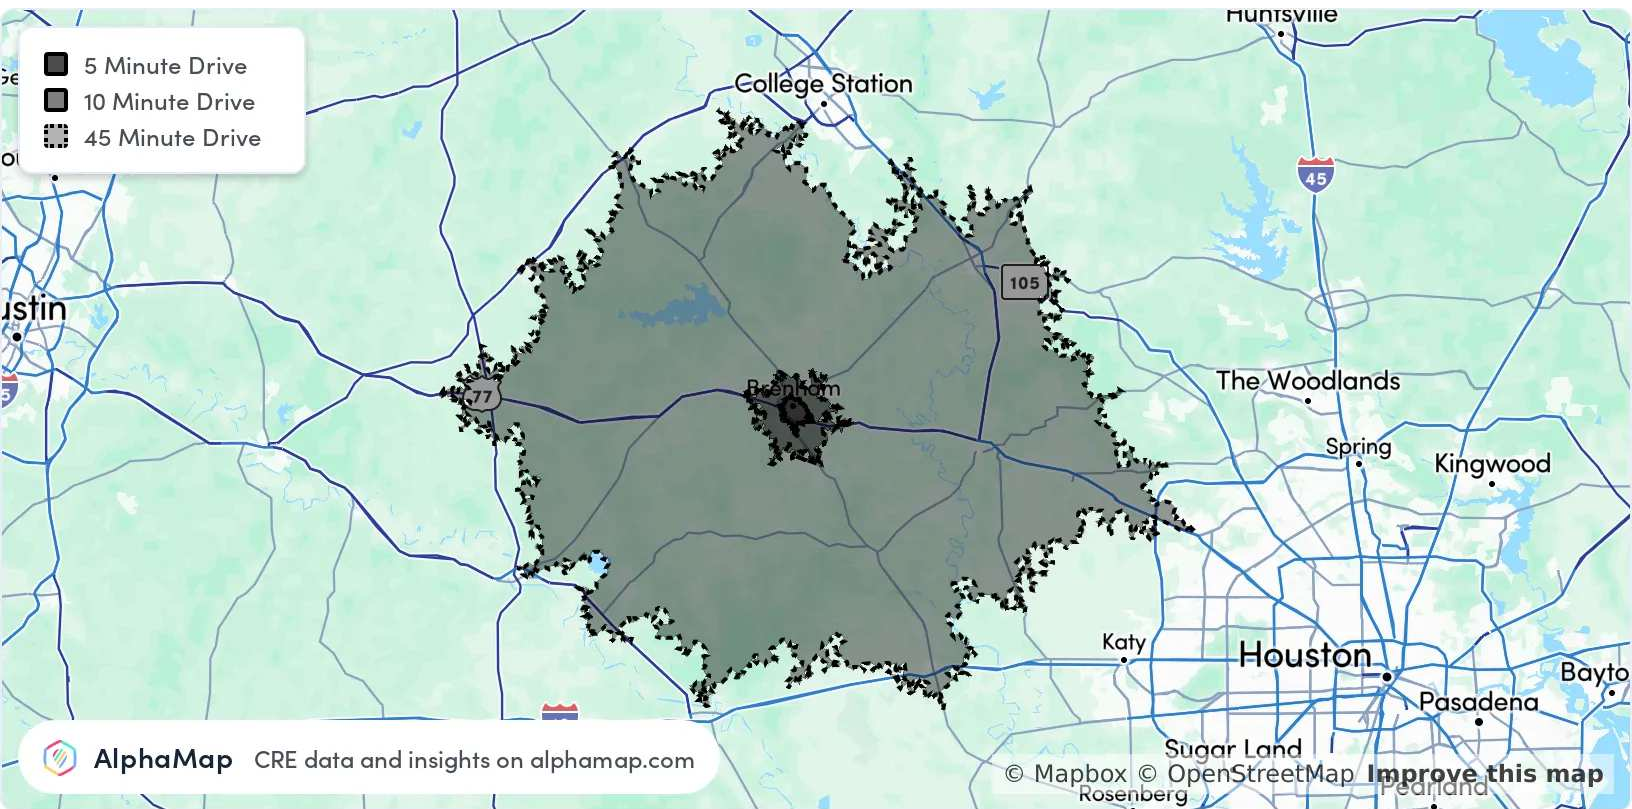 Huntsville
5 Minute Drive
10 Minute Drive
45 Minute Drive
College Station
45
105
ustin
5
77
Brenham
The Woodlands
Spring
Kingwood
Katy
Houston
Bayto
Pasadena
Sugar Land
AlphaMap CRE data and insights on alphamap.com
© Mapbox © OpenStreetMap Improve this map
Pearland
Rosenberg